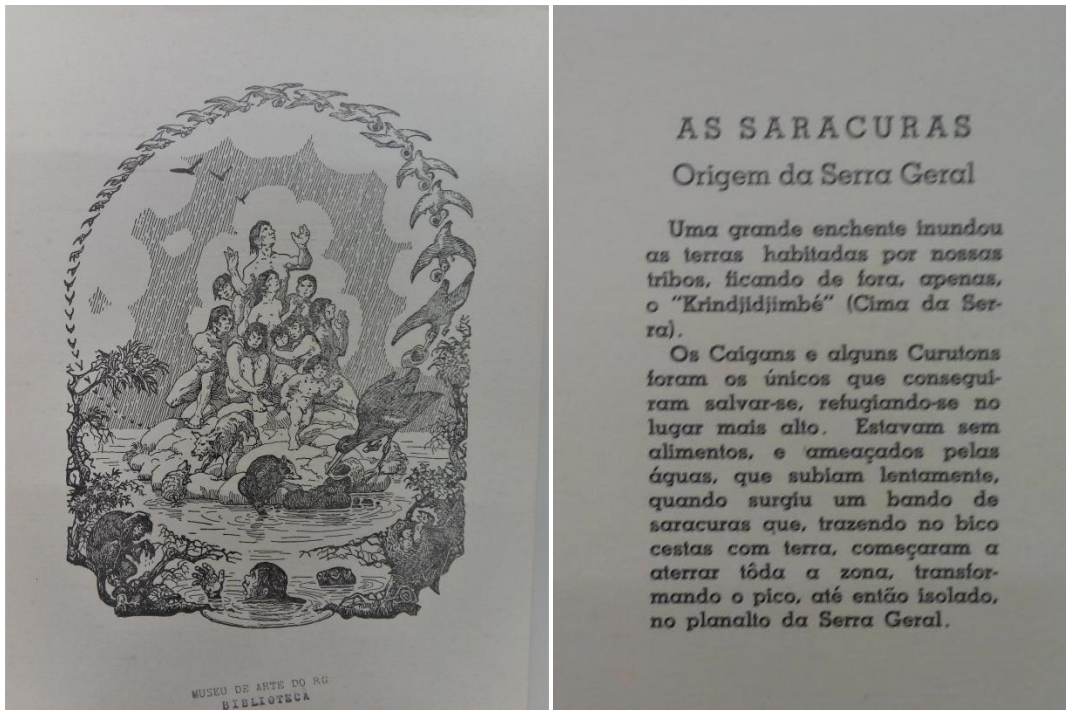 MUSEU DE ARTE DO RG
BIBLIOTECA
AS SARACURAS
Origem da Serra Geral
Uma grande enchente inundou
as terras habitadas por nossas
tribos, ficando de fora, apenas,
o "Krindjidjimbé" (Cima da Ser-
ra).
Os Caigans e alguns Curutons
foram os únicos que consegui-
ram salvar-se, refugiando-se no
lugar mais alto. Estavam sem
alimentos, e ameaçados pelas
águas, que subiam lentamente,
quando surgiu um bando de
saracuras que, trazendo no bico
cestas com terra, começaram a
aterrar tôda a zona, transfor-
mando o pico, até então isolado,
no planalto da Serra Geral.